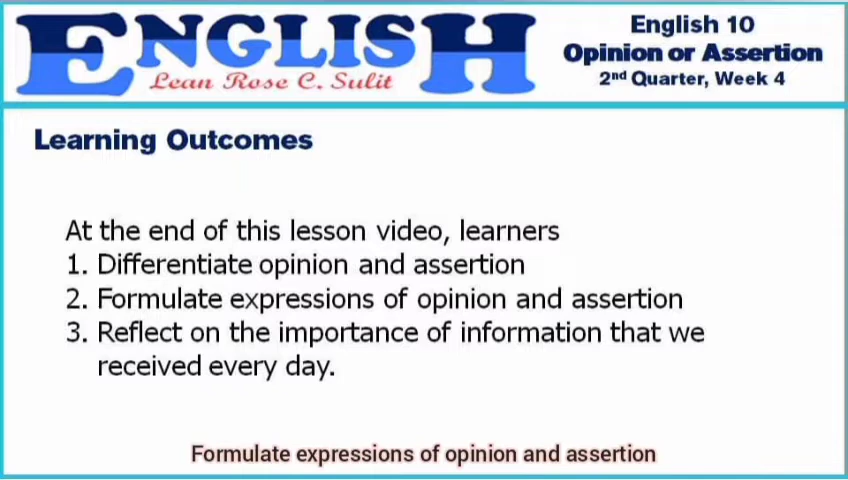 ENGLISH
Lean Rose C. Sulit
English 10
Opinion or Assertion
2nd Quarter, Week 4
Learning Outcomes
At the end of this lesson video, learners
1. Differentiate opinion and assertion
2. Formulate expressions of opinion and assertion
3. Reflect on the importance of information that we
received every day.
Formulate expressions of opinion and assertion